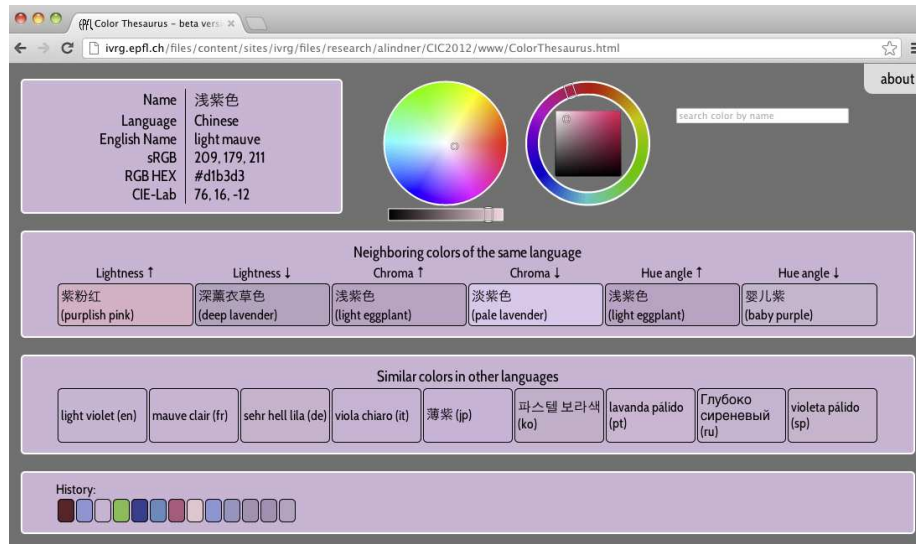 Color Thesaurus – beta vers
ivrg.epfl.ch/files/content/sites/ivrg/files/research/alindner/CIC2012/www/ColorThesaurus.html
about
Name 浅紫色
Language Chinese
English Name light mauve
sRGB 209, 179, 211
RGB HEX #d1b3d3
CIE-Lab 76, 16, -12
search color by name
Neighboring colors of the same language
Lightness ↑ Lightness ↓ Chroma ↑ Chroma ↓ Hue angle ↑ Hue angle ↓
紫粉红 深薰衣草色 浅紫色 淡紫色 浅紫色 婴儿紫
(purplish pink) (deep lavender) (light eggplant) (pale lavender) (light eggplant) (baby purple)
Similar colors in other languages
light violet (en)
mauve clair (fr)
sehr hell lila (de)
viola chiaro (it)
薄紫 (jp)
파스텔 보라색
(ko)
lavanda pálido
(pt)
Глубоко
сиреневый
(ru)
violeta pálido
(sp)
History: